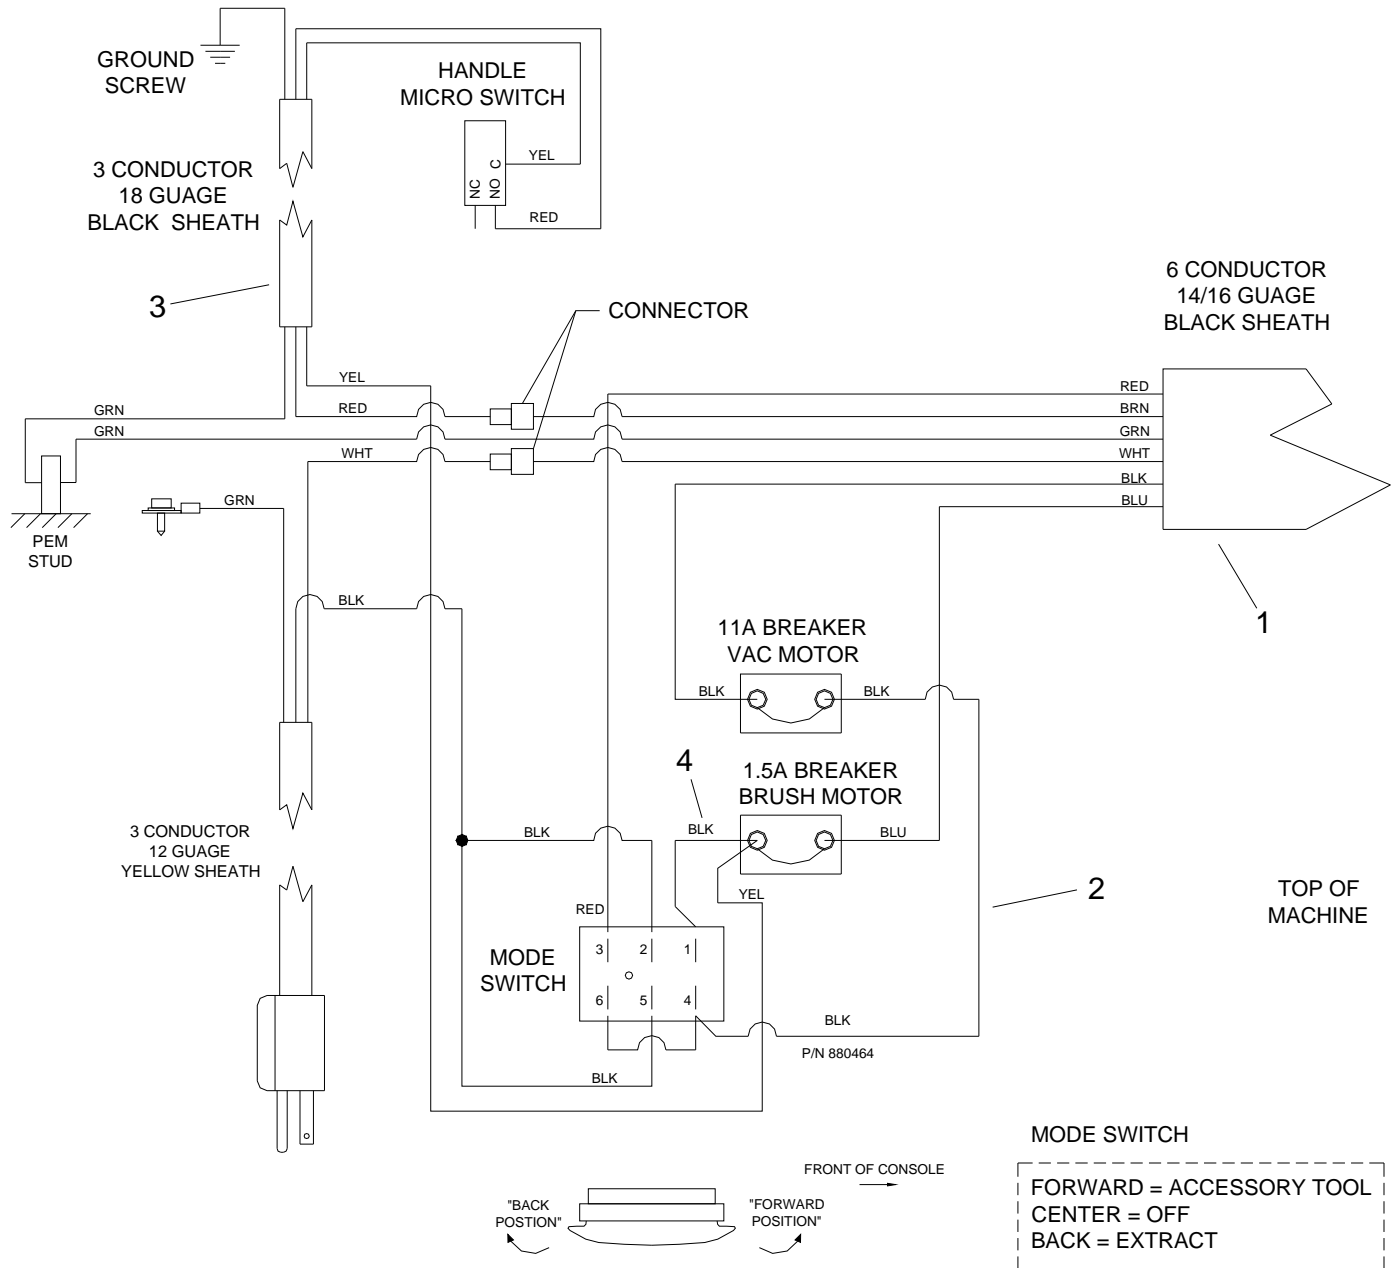 GROUND
SCREW
HANDLE
MICRO SWITCH
YEL
NC
NO
C
RED
3 CONDUCTOR
18 GUAGE
BLACK SHEATH
3
CONNECTOR
6 CONDUCTOR
14/16 GUAGE
BLACK SHEATH
YEL
RED
GRN
RED
BRN
GRN
GRN
WHT
WHT
BLK
BLU
GRN
PEM
STUD
1
BLK
11A BREAKER
VAC MOTOR
BLK
BLK
4
1.5A BREAKER
BRUSH MOTOR
BLK
BLK
BLU
3 CONDUCTOR
12 GUAGE
YELLOW SHEATH
2
TOP OF
MACHINE
YEL
RED
MODE
SWITCH
3
2
1
6
5
4
BLK
P/N 880464
BLK
MODE SWITCH
FRONT OF CONSOLE
FORWARD = ACCESSORY TOOL
CENTER = OFF
BACK = EXTRACT
"BACK
POSTION"
"FORWARD
POSITION"